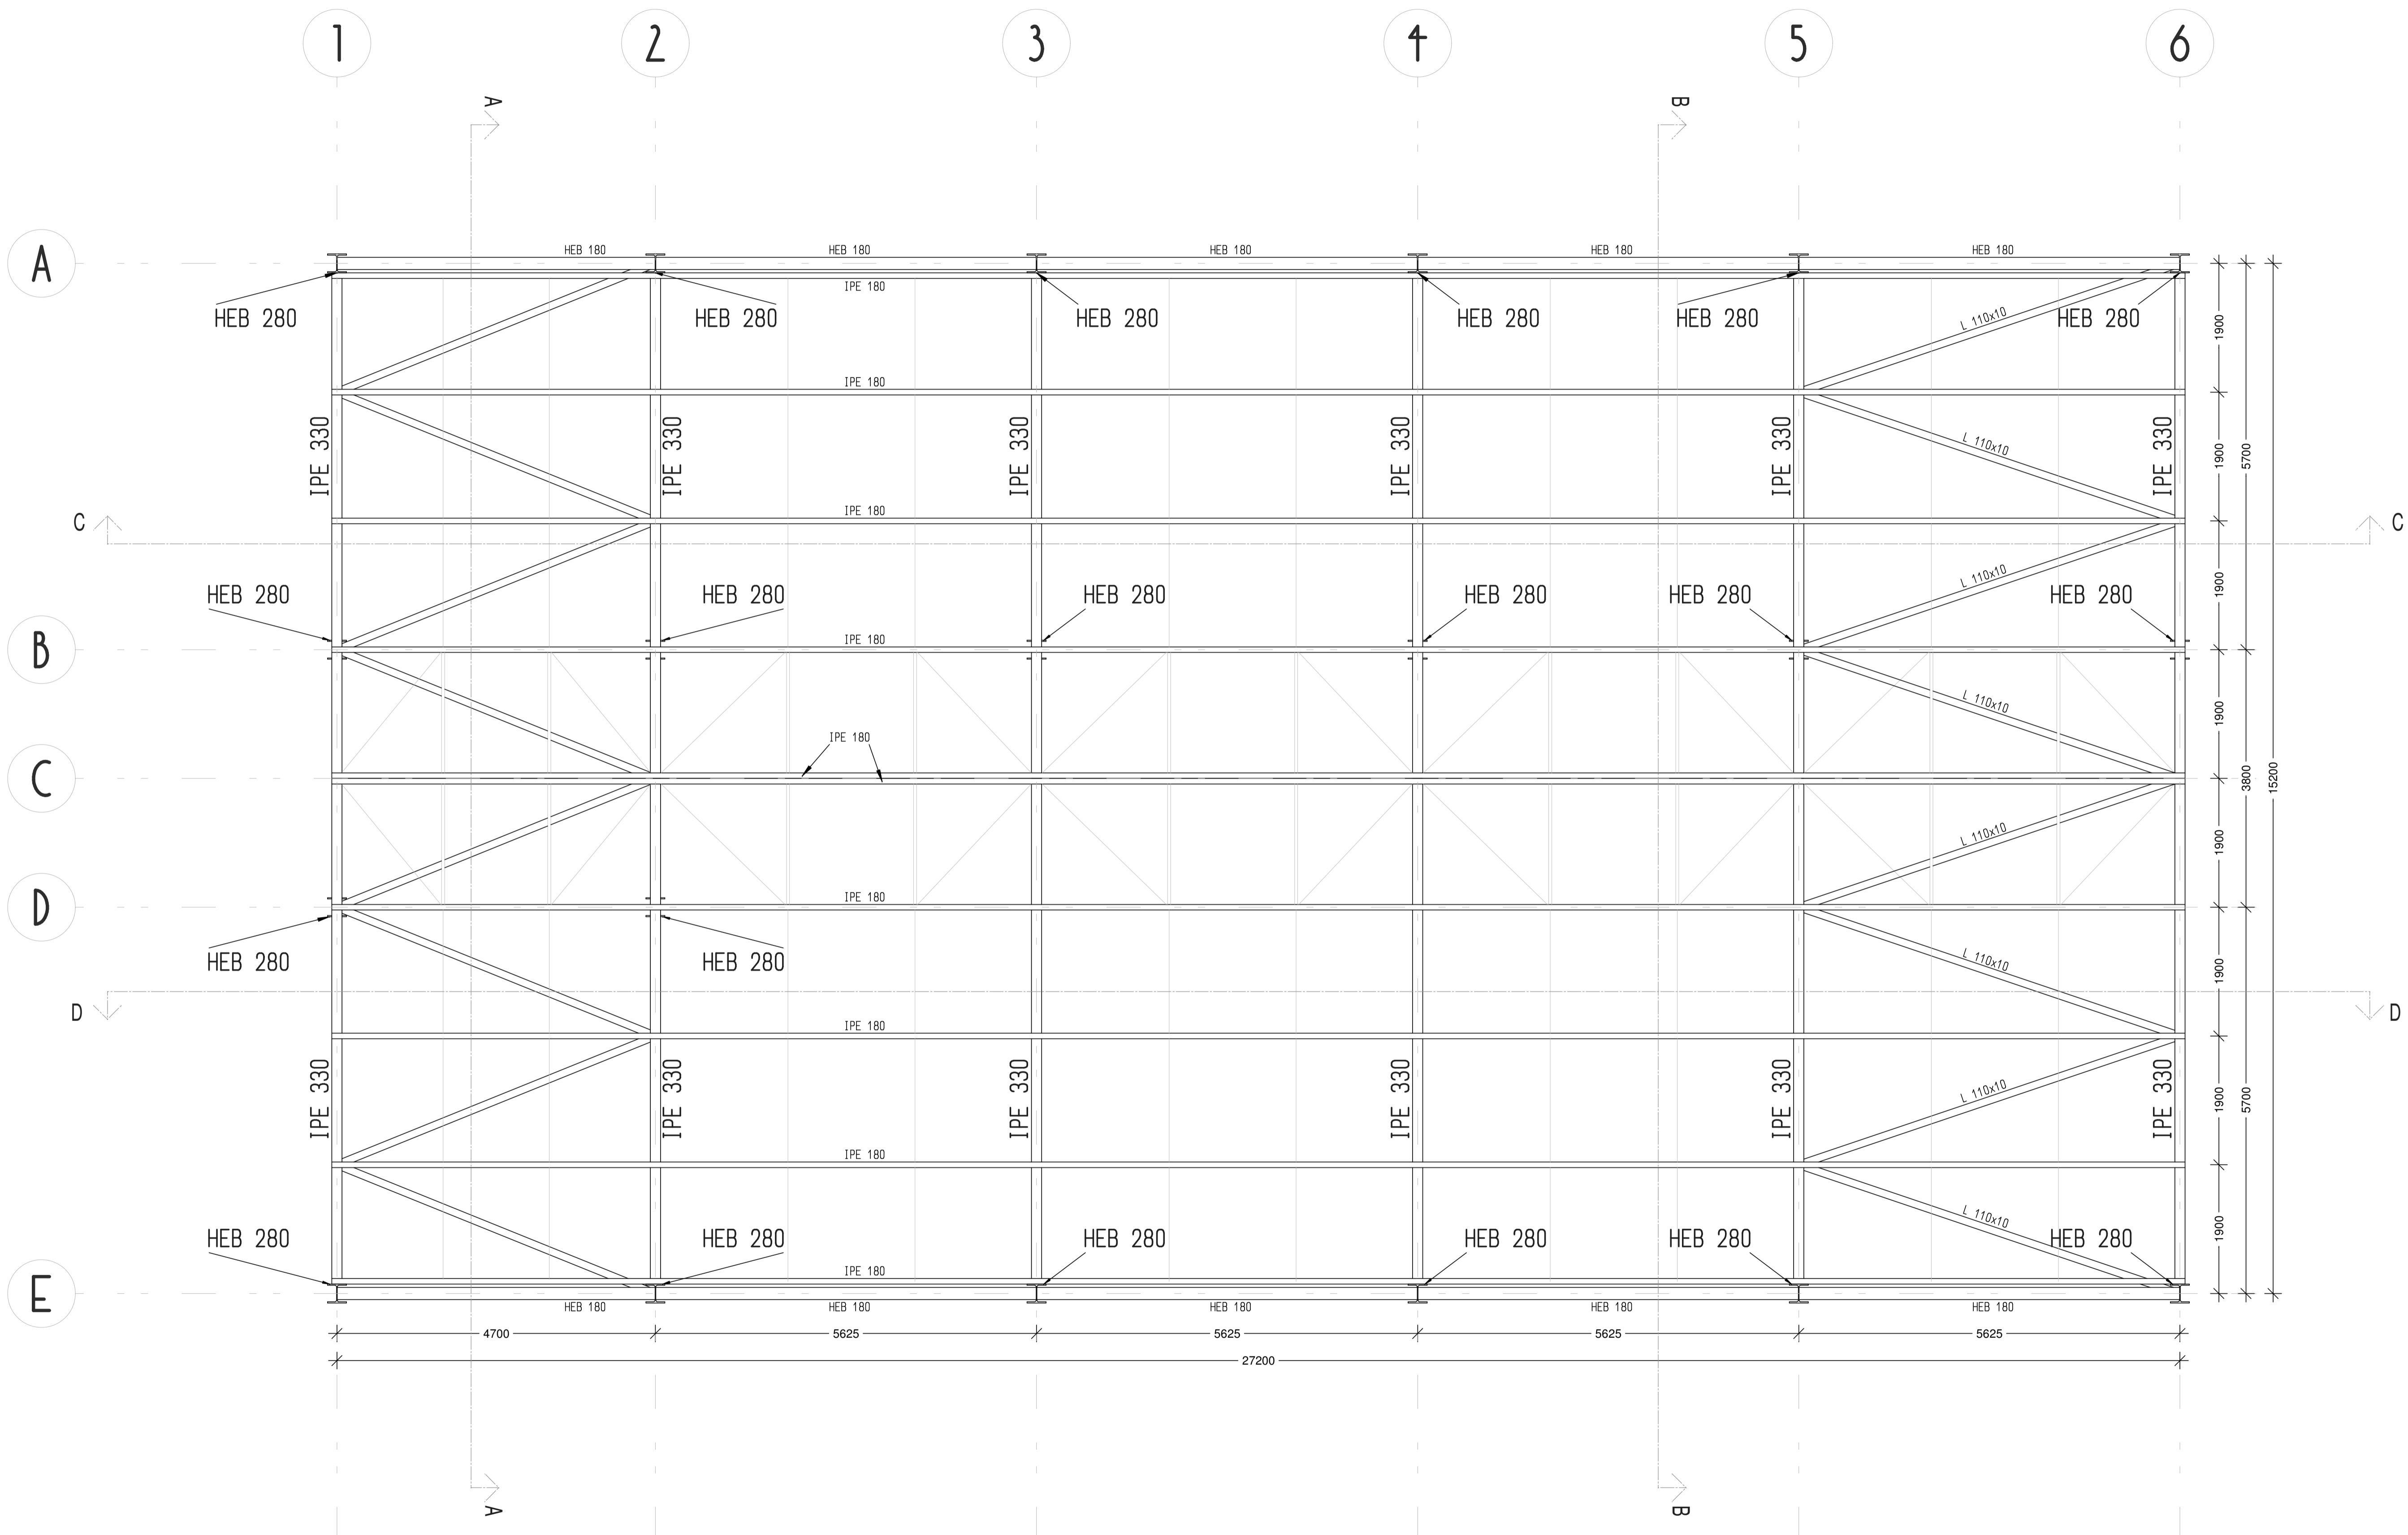 1 2 3 4 5 6
A B
A
HEB 180 HEB 180 HEB 180 HEB 180 HEB 180
IPE 180
HEB 280 HEB 280 HEB 280 HEB 280 HEB 280 HEB 280
L 110x10
1900
IPE 180
IPE 330 IPE 330 IPE 330 IPE 330 IPE 330 IPE 330
L 110x10
1900 5700
IPE 180
C C
L 110x10
1900
HEB 280 HEB 280 HEB 280 HEB 280 HEB 280 HEB 280
B
IPE 180
L 110x10
1900
IPE 180
C
3800 15200
L 110x10
1900
D
IPE 180
HEB 280 HEB 280
L 110x10
1900
D D
IPE 180
IPE 330 IPE 330 IPE 330 IPE 330 IPE 330 IPE 330
L 110x10
1900 5700
IPE 180
L 110x10
1900
HEB 280 HEB 280 HEB 280 HEB 280 HEB 280 HEB 280
IPE 180
E
HEB 180 HEB 180 HEB 180 HEB 180 HEB 180
4700 5625 5625 5625 5625
27200
A B